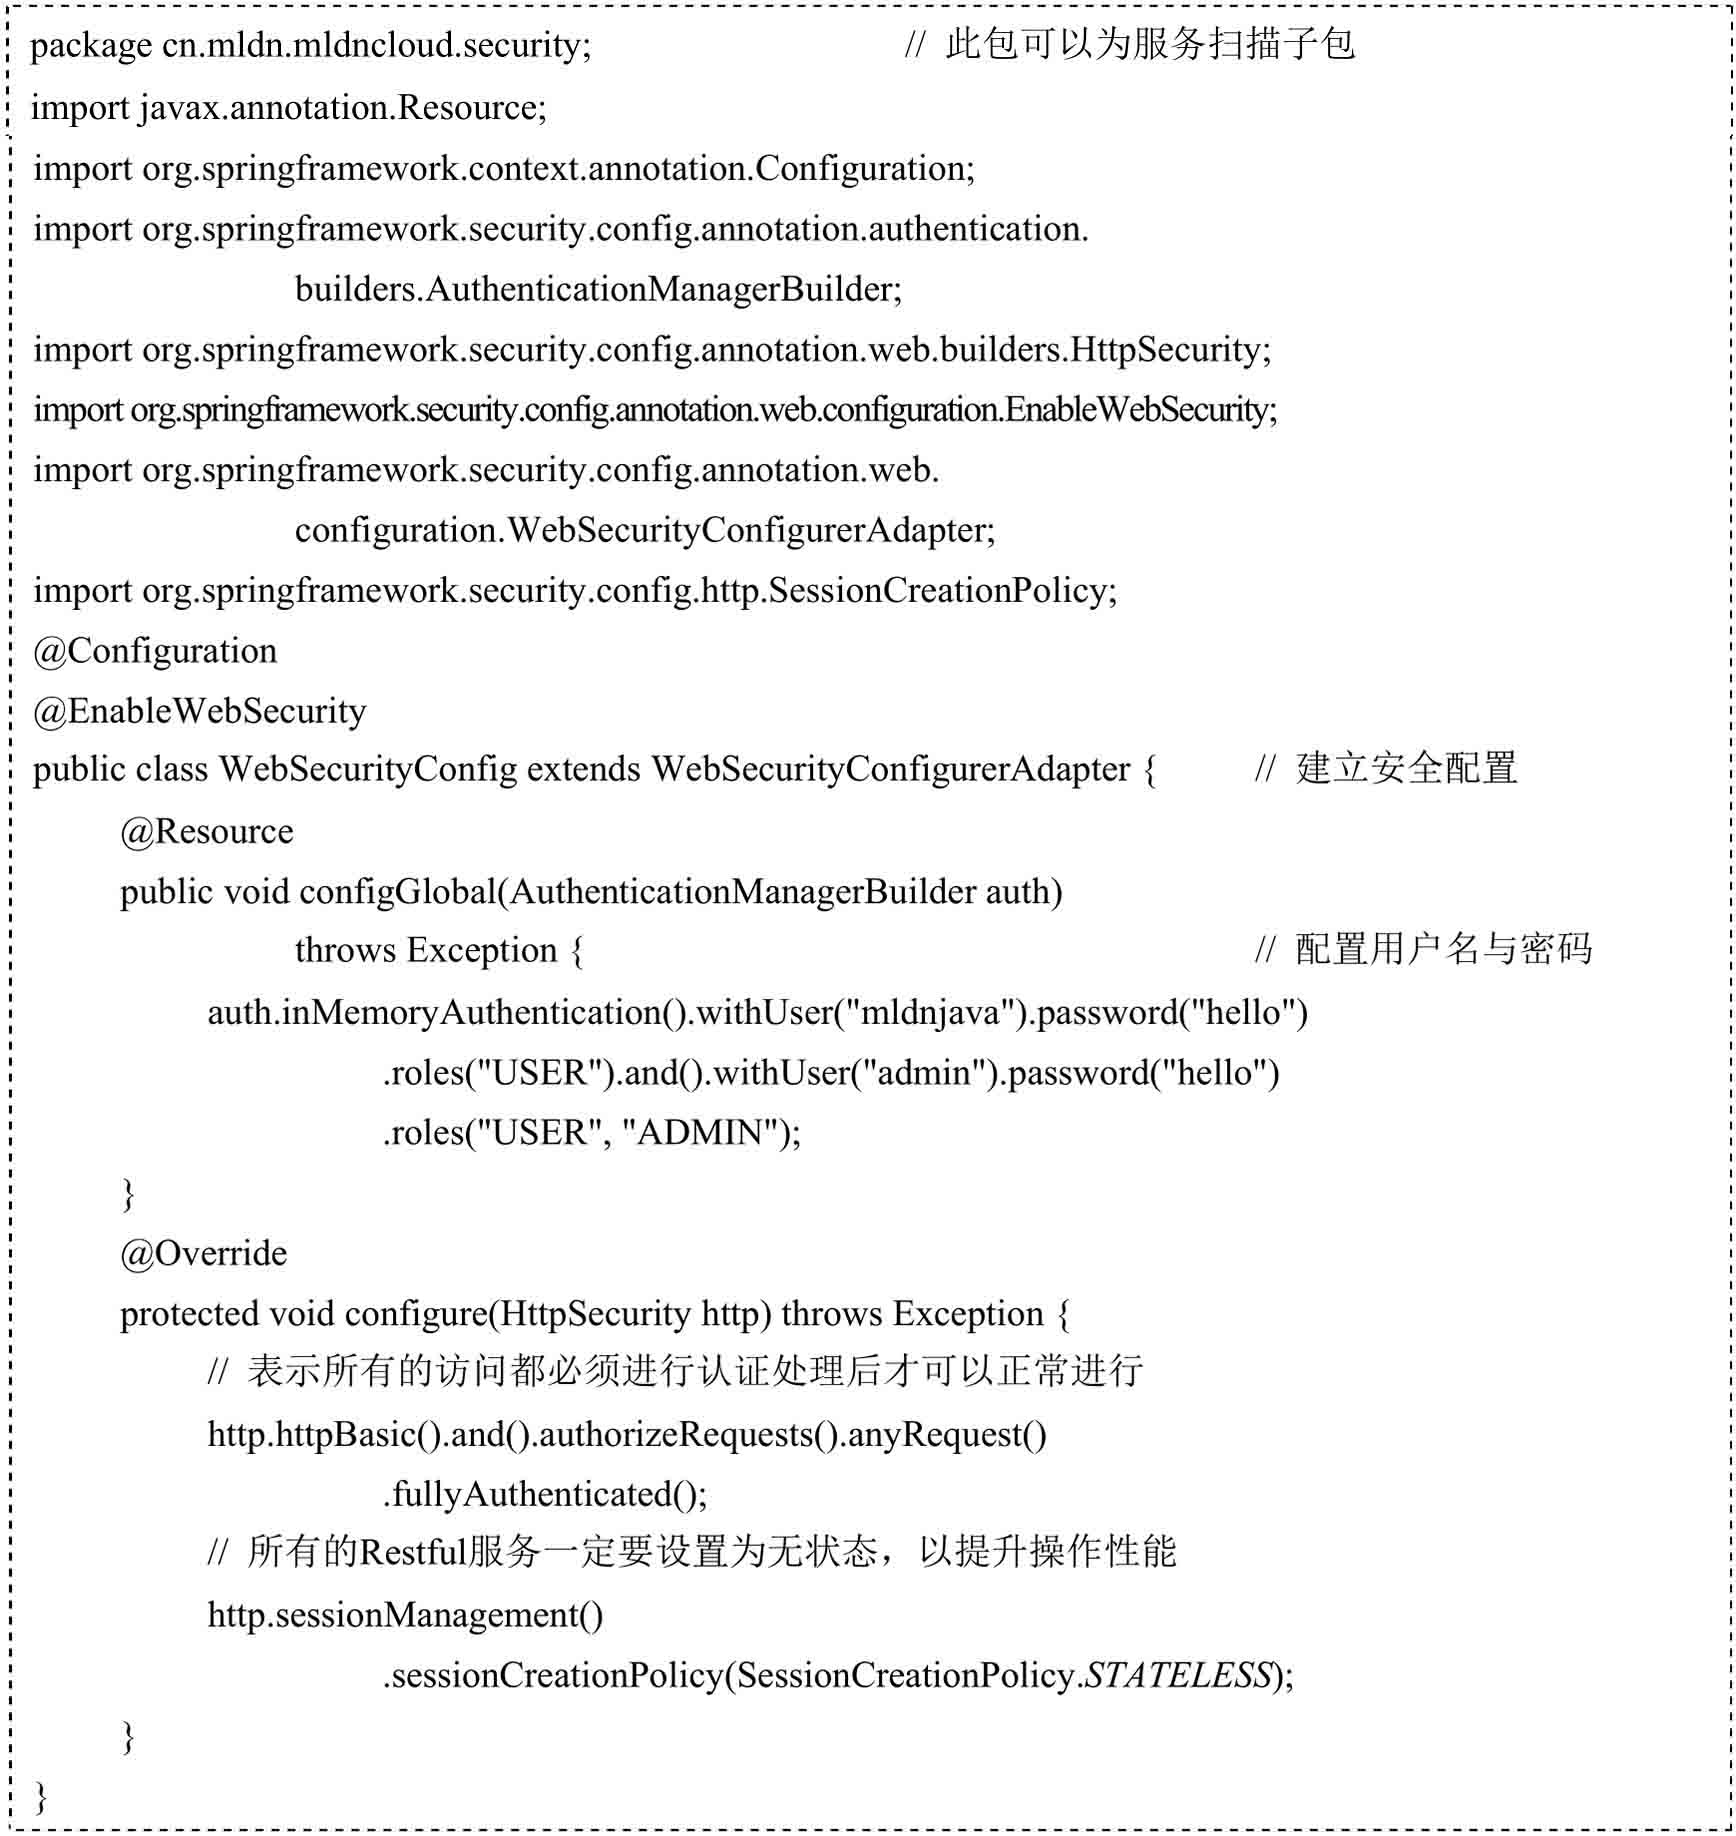 package cn.mldn.mldncloud.security; // 此包可以为服务扫描子包
import javax.annotation.Resource;
import org.springframework.context.annotation.Configuration;
import org.springframework.security.config.annotation.authentication.
builders.AuthenticationManagerBuilder;
import org.springframework.security.config.annotation.web.builders.HttpSecurity;
import org.springframework.security.config.annotation.web.configuration.EnableWebSecurity;
import org.springframework.security.config.annotation.web.
configuration.WebSecurityConfigurerAdapter;
import org.springframework.security.config.http.SessionCreationPolicy;
@Configuration
@EnableWebSecurity
public class WebSecurityConfig extends WebSecurityConfigurerAdapter { // 建立安全配置
@Resource
public void configGlobal(AuthenticationManagerBuilder auth)
throws Exception { // 配置用户名与密码
auth.inMemoryAuthentication().withUser("mldnjava").password("hello")
.roles("USER").and().withUser("admin").password("hello")
.roles("USER", "ADMIN");
}
@Override
protected void configure(HttpSecurity http) throws Exception {
// 表示所有的访问都必须进行认证处理后才可以正常进行
http.httpBasic().and().authorizeRequests().anyRequest()
.fullyAuthenticated();
// 所有的Restful服务一定要设置为无状态，以提升操作性能
http.sessionManagement()
.sessionCreationPolicy(SessionCreationPolicy.STATELESS);
}
}